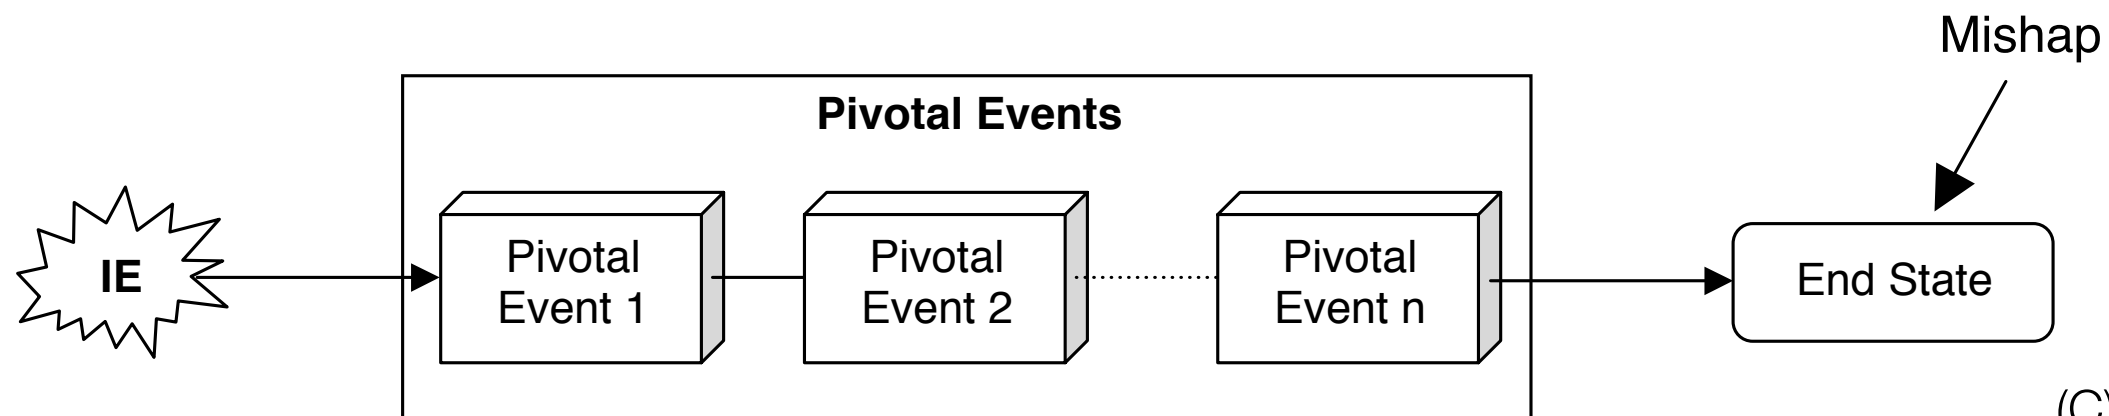 Mishap
Pivotal Events
IE
Pivotal
Event 1
Pivotal
Event 2
Pivotal
Event n
End State
(C)